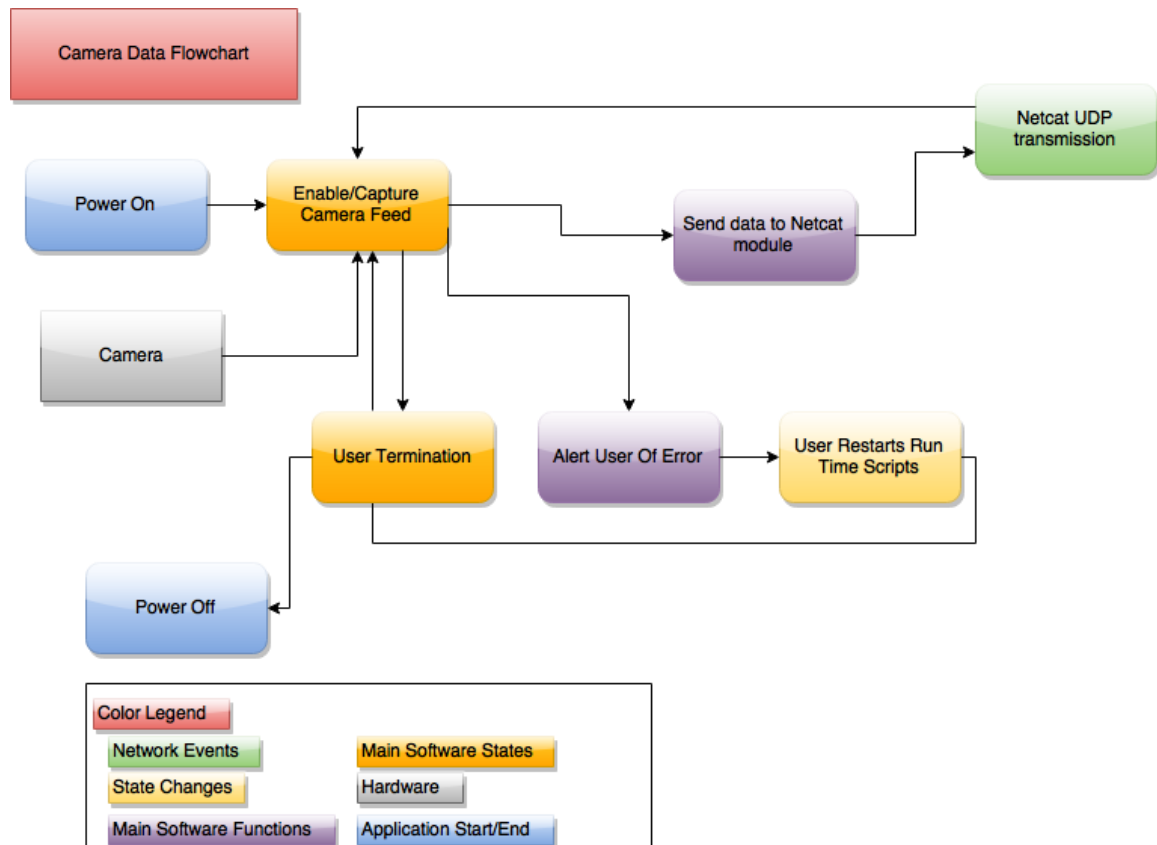 Camera Data Flowchart
Netcat UDP
transmission
Power On
Enable/Capture
Camera Feed
Send data to Netcat
module
Camera
User Termination
Alert User Of Error
User Restarts Run
Time Scripts
Power Off
Color Legend
Network Events
Main Software States
State Changes
Hardware
Main Software Functions
Application Start/End